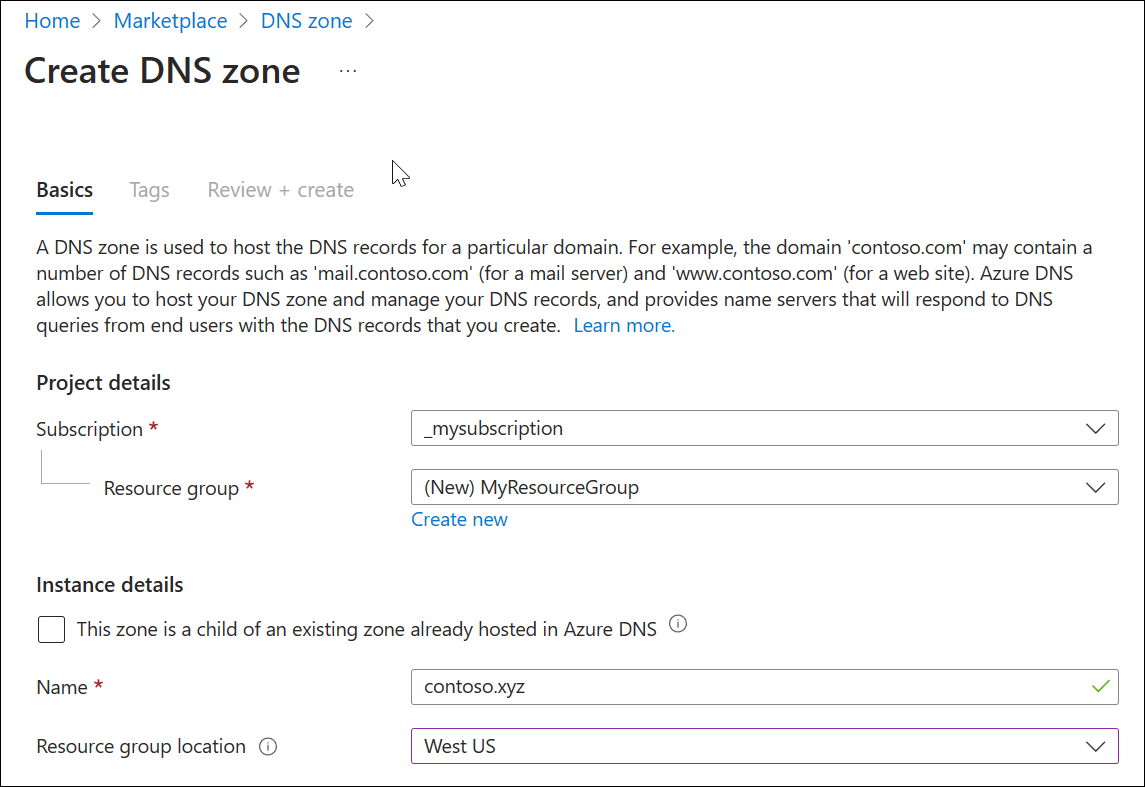 Home > Marketplace > DNS zone >
Create DNS zone ...
Basics Tags Review + create
A DNS zone is used to host the DNS records for a particular domain. For example, the domain 'contoso.com' may contain a
number of DNS records such as 'mail.contoso.com' (for a mail server) and 'www.contoso.com' (for a web site). Azure DNS
allows you to host your DNS zone and manage your DNS records, and provides name servers that will respond to DNS
queries from end users with the DNS records that you create. Learn more.
Project details
Subscription * _mysubscription
Resource group * (New) MyResourceGroup
Create new
Instance details
This zone is a child of an existing zone already hosted in Azure DNS
Name * contoso.xyz
Resource group location West US